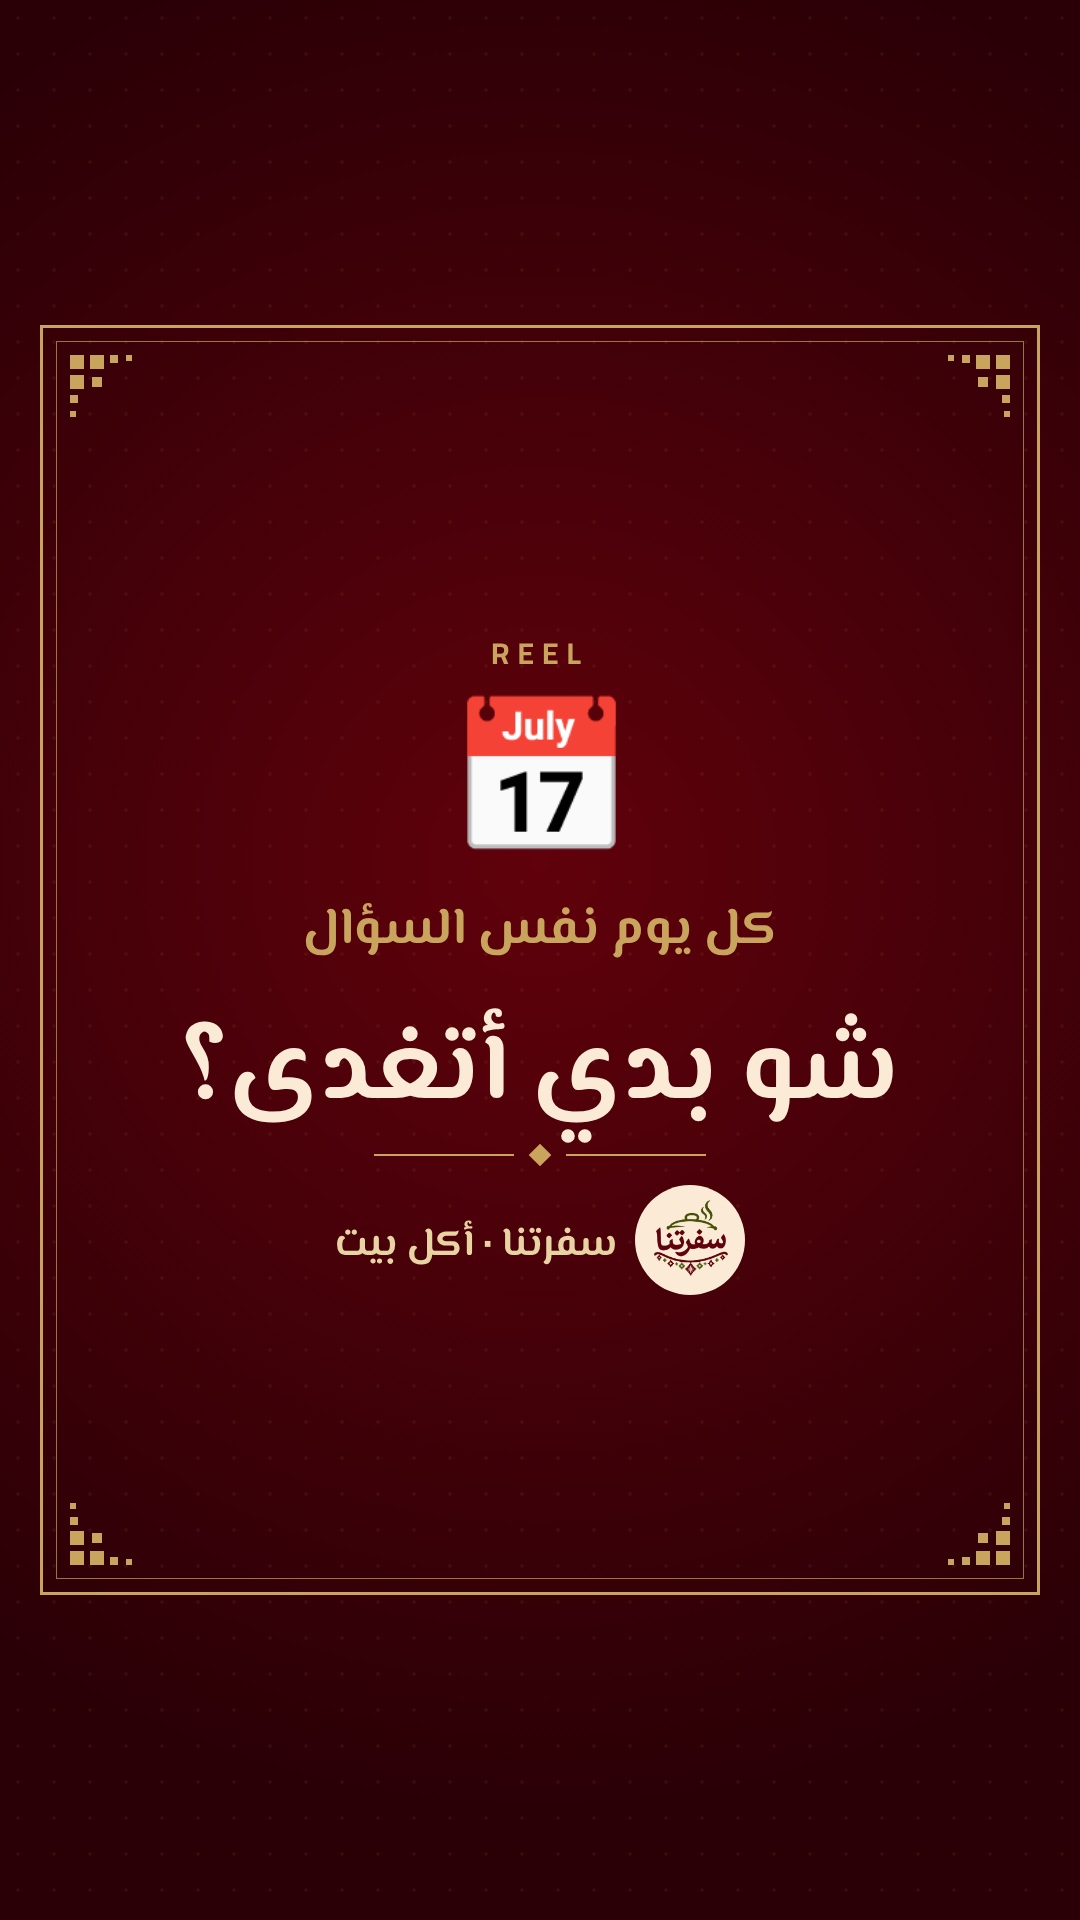 REEL
July
17
كل يوم نفس السؤال
شو بدي أتغدى؟
سفرتنا
سفرتنا · أكل بيت